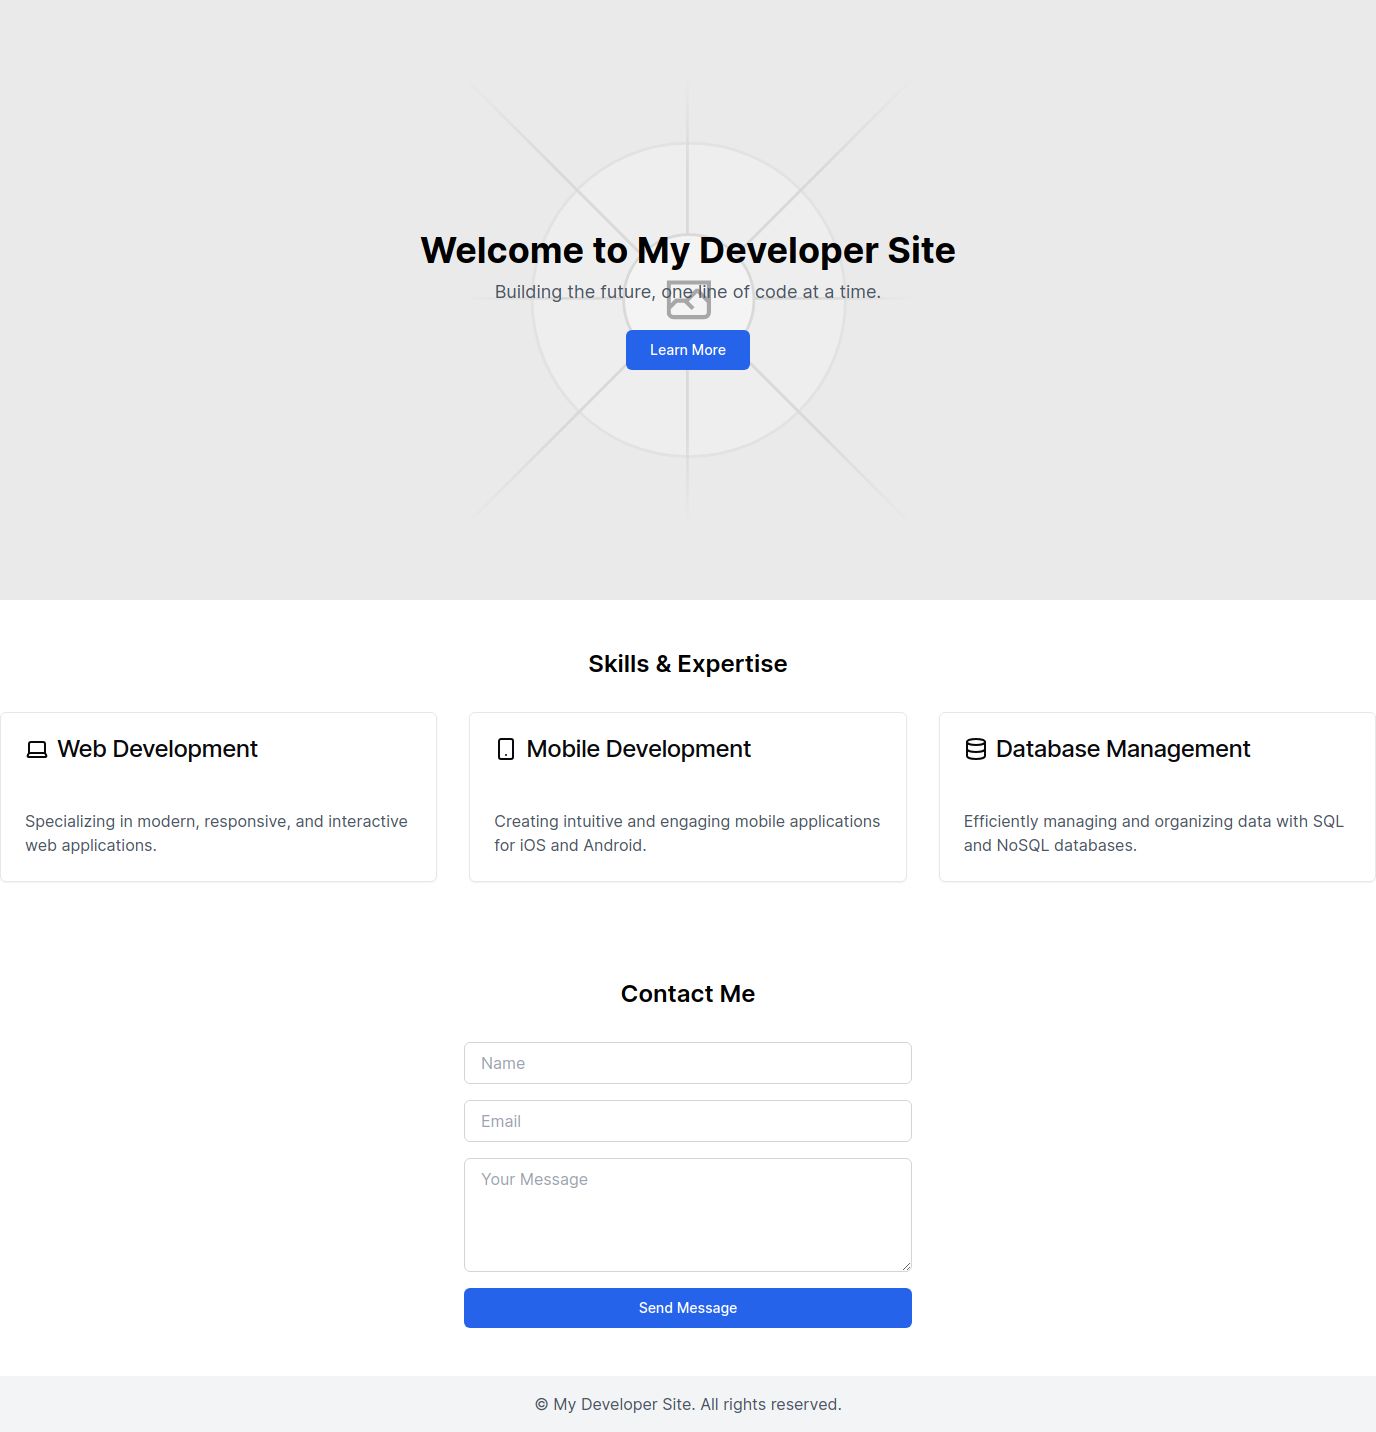 Welcome to My Developer Site
Building the future, one line of code at a time.
Learn More
Skills & Expertise
Web Development
Specializing in modern, responsive, and interactive
web applications.
Mobile Development
Creating intuitive and engaging mobile applications
for iOS and Android.
Database Management
Efficiently managing and organizing data with SQL
and NoSQL databases.
Contact Me
Name
Email
Your Message
Send Message
© My Developer Site. All rights reserved.